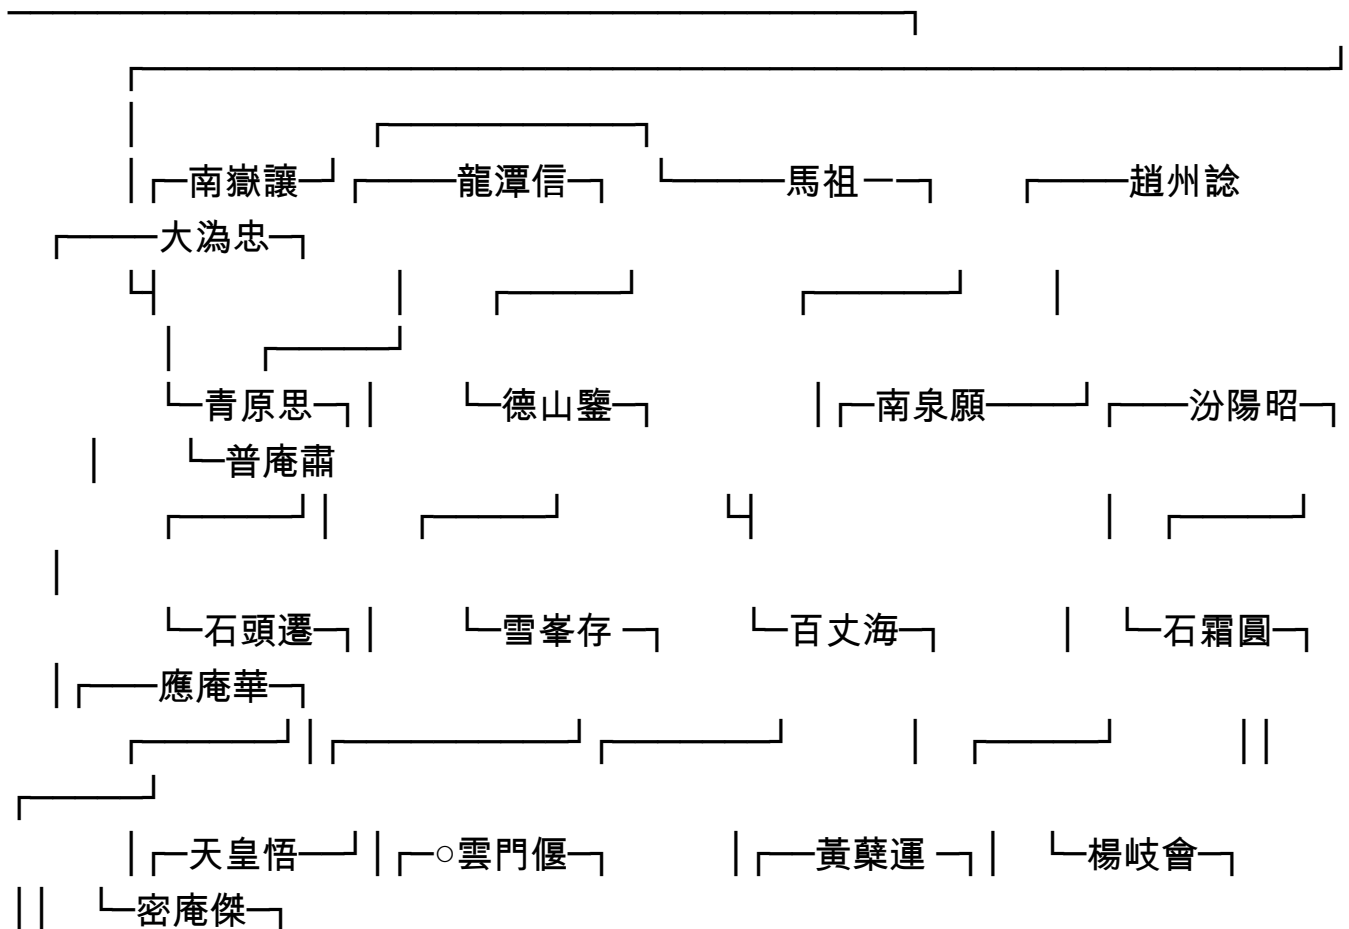 南嶽讓 龍潭信 馬祖一 趙州諗
大溈忠
青原思 德山鑒 南泉願 汾陽昭
普庵肅
石頭遷 雪峯存 百丈海 石霜圓
應庵華
天皇悟 ○雲門偃 黃蘗運 楊岐會
密庵傑